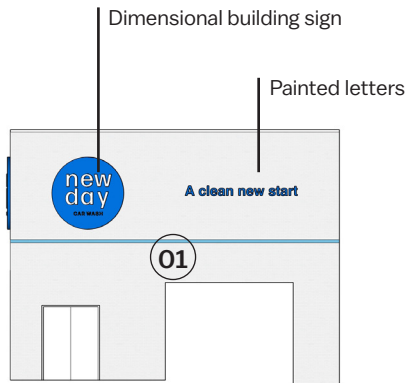 Dimensional building sign
Painted letters
new
day
CAR WASH
A clean new start
01